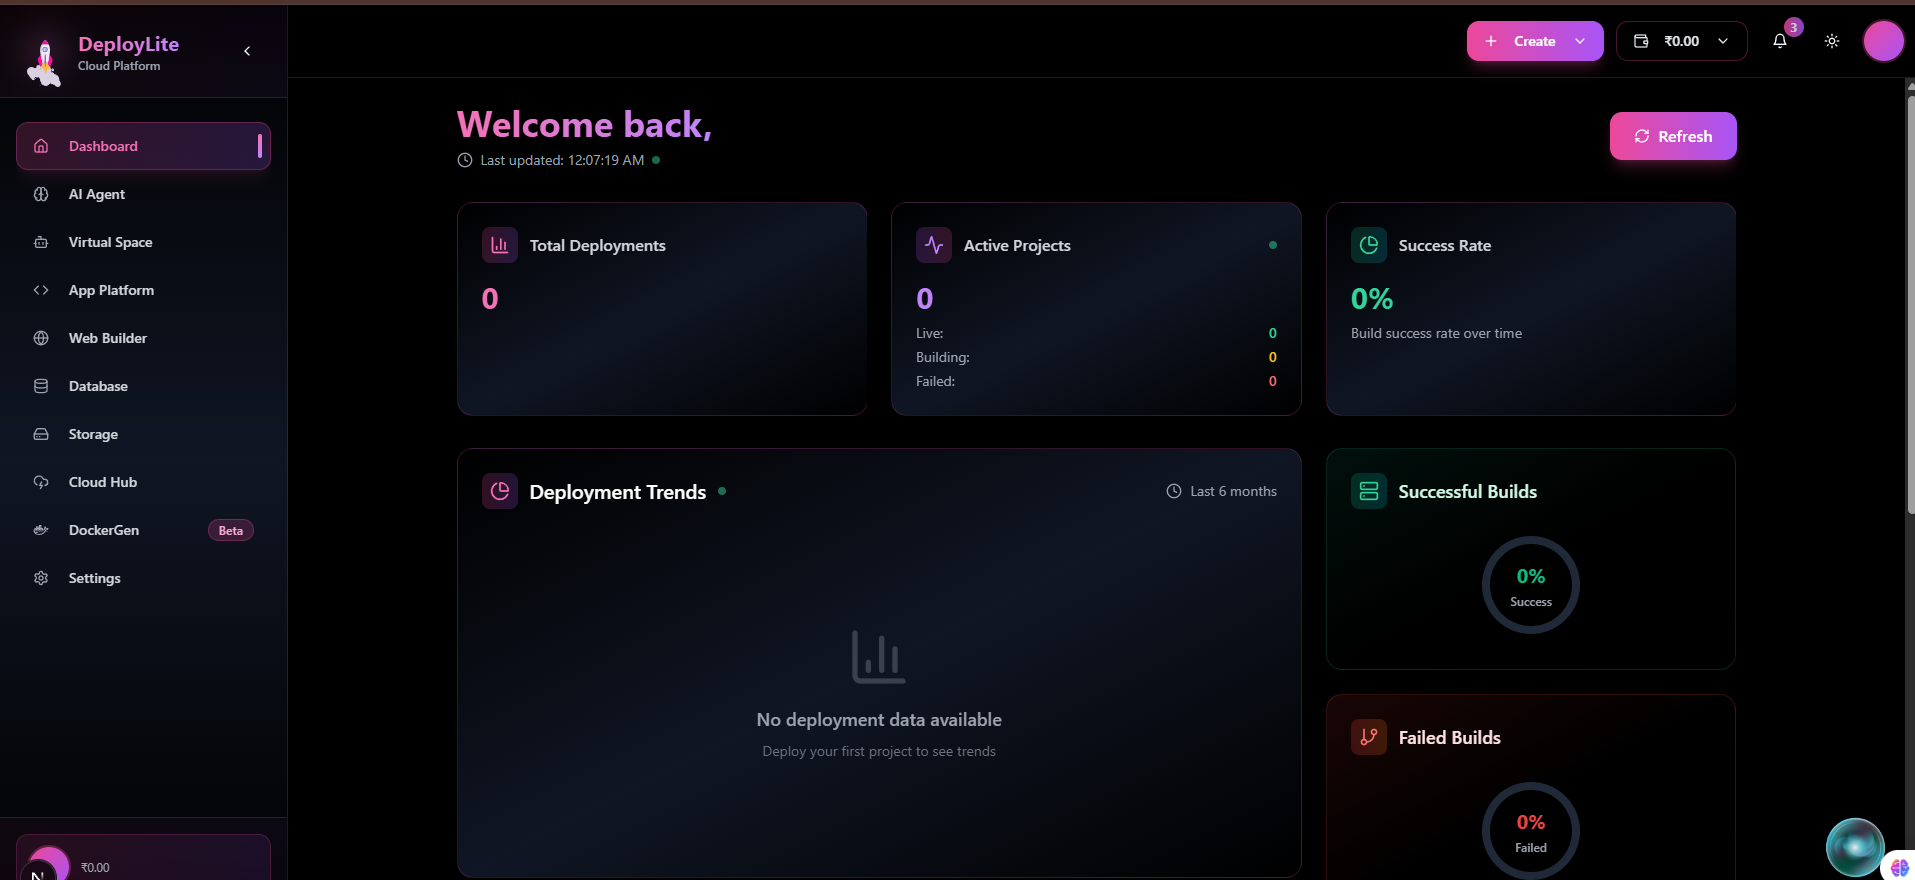 DeployLite
Cloud Platform
Create
₹0.00
3
Dashboard
AI Agent
Virtual Space
App Platform
Web Builder
Database
Storage
Cloud Hub
DockerGen
Beta
Settings
₹0.00
N
Welcome back,
Last updated: 12:07:19 AM
Refresh
Total Deployments
0
Active Projects
0
Live: 0
Building: 0
Failed: 0
Success Rate
0%
Build success rate over time
Deployment Trends
Last 6 months
No deployment data available
Deploy your first project to see trends
Successful Builds
0%
Success
Failed Builds
0%
Failed